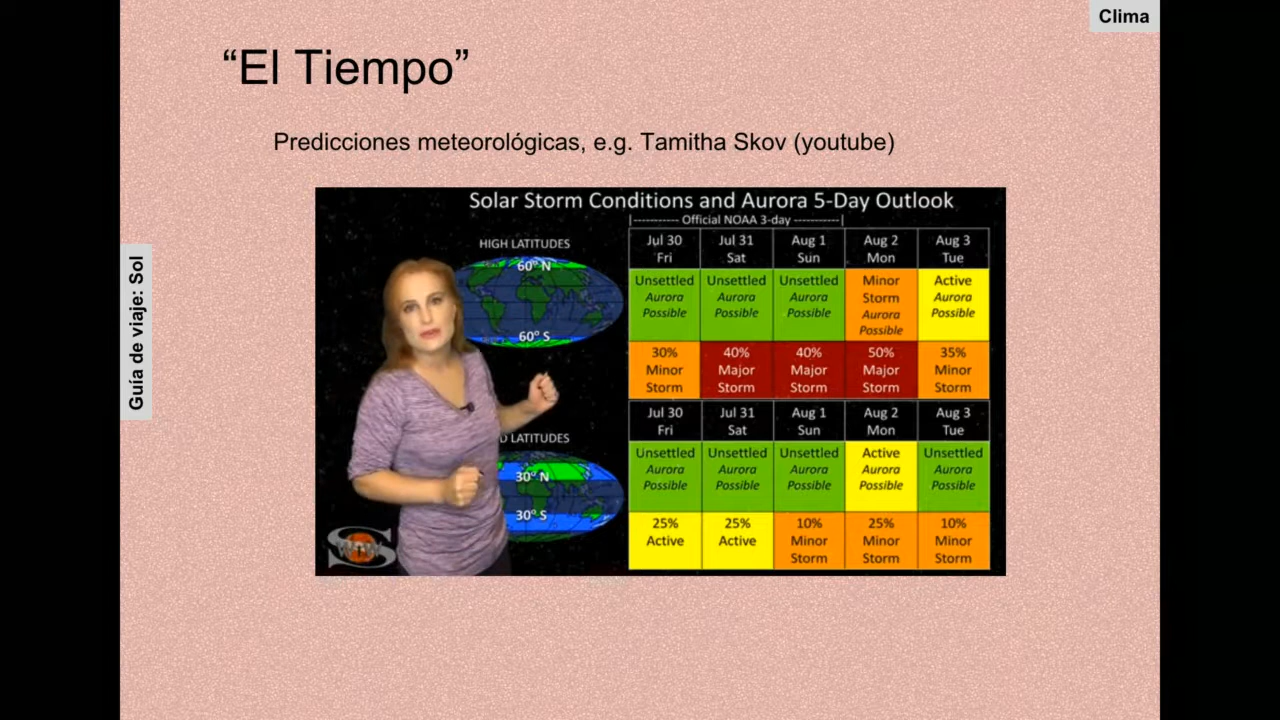 Clima
“El Tiempo”
Predicciones meteorológicas, e.g. Tamitha Skov (youtube)
Guía de viaje: Sol
Solar Storm Conditions and Aurora 5-Day Outlook
|----------- Official NOAA 3-day -----------|
HIGH LATITUDES
60° N
60° S
Jul 30 Jul 31 Aug 1 Aug 2 Aug 3
Fri Sat Sun Mon Tue
Unsettled Unsettled Unsettled Minor Active
Aurora Aurora Aurora Storm Aurora
Possible Possible Possible Aurora Possible
Possible
30% 40% 40% 50% 35%
Minor Major Major Major Minor
Storm Storm Storm Storm Storm
D LATITUDES
30° N
30° S
Jul 30 Jul 31 Aug 1 Aug 2 Aug 3
Fri Sat Sun Mon Tue
Unsettled Unsettled Unsettled Active Unsettled
Aurora Aurora Aurora Aurora Aurora
Possible Possible Possible Possible Possible
25% 25% 10% 25% 10%
Active Active Minor Minor Minor
Storm Storm Storm